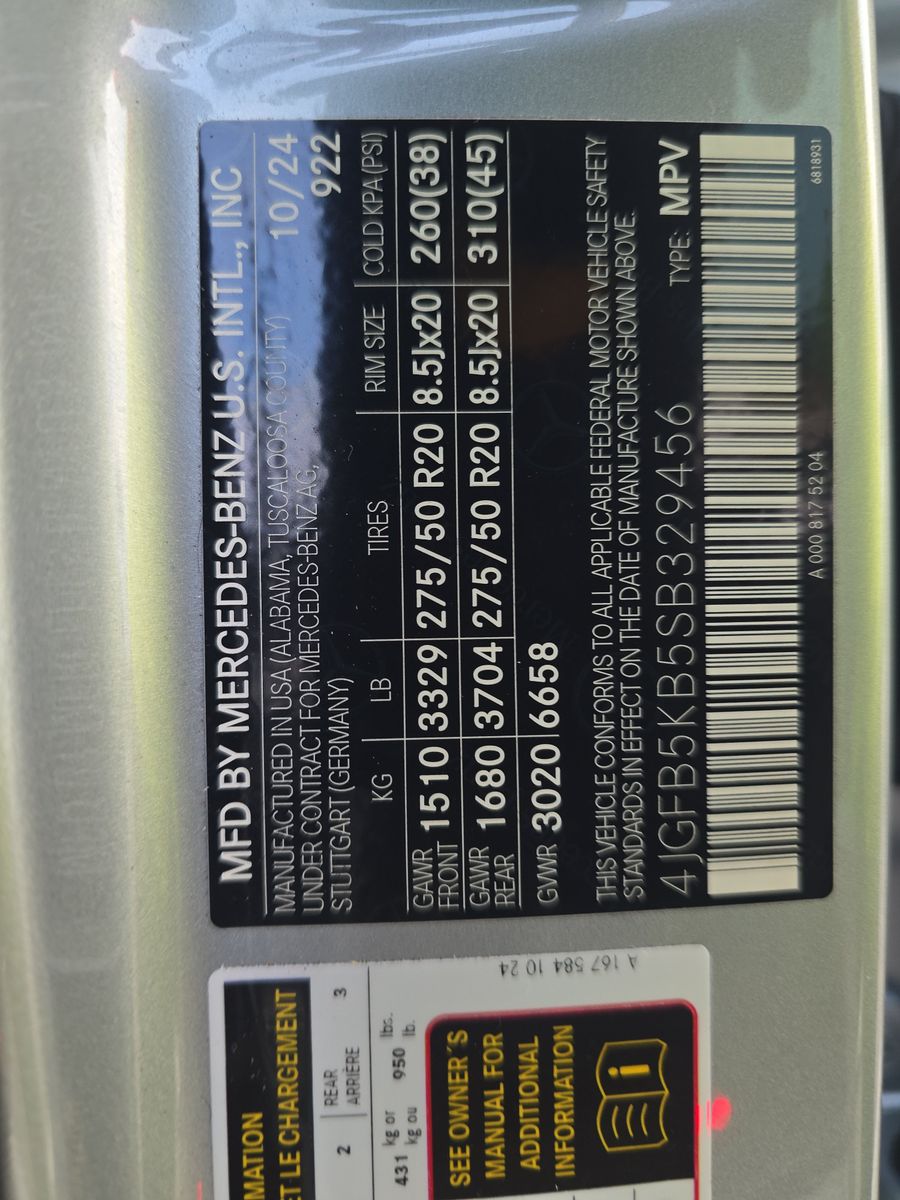 MFD BY MERCEDES-BENZ U.S. INTL., INC
MANUFACTURED IN USA (ALABAMA, TUSCALOOSA COUNTY) 10/24
UNDER CONTRACT FOR MERCEDES-BENZ AG, 922
STUTTGART (GERMANY)
KG LB TIRES RIM SIZE COLD KPA(PSI)
GAWR FRONT 1510 3329 275/50 R20 8.5Jx20 260(38)
GAWR REAR 1680 3704 275/50 R20 8.5Jx20 310(45)
GVWR 3020 6658
THIS VEHICLE CONFORMS TO ALL APPLICABLE FEDERAL MOTOR VEHICLE SAFETY
STANDARDS IN EFFECT ON THE DATE OF MANUFACTURE SHOWN ABOVE.
4JGFB5KB5SB329456 TYPE: MPV
A 000 817 52 04 6818931
MATION
ET LE CHARGEMENT
2 REAR 3
ARRIÈRE
431 kg or 950 lbs.
kg ou lb.
A 167 584 10 24
SEE OWNER'S
MANUAL FOR
ADDITIONAL
INFORMATION